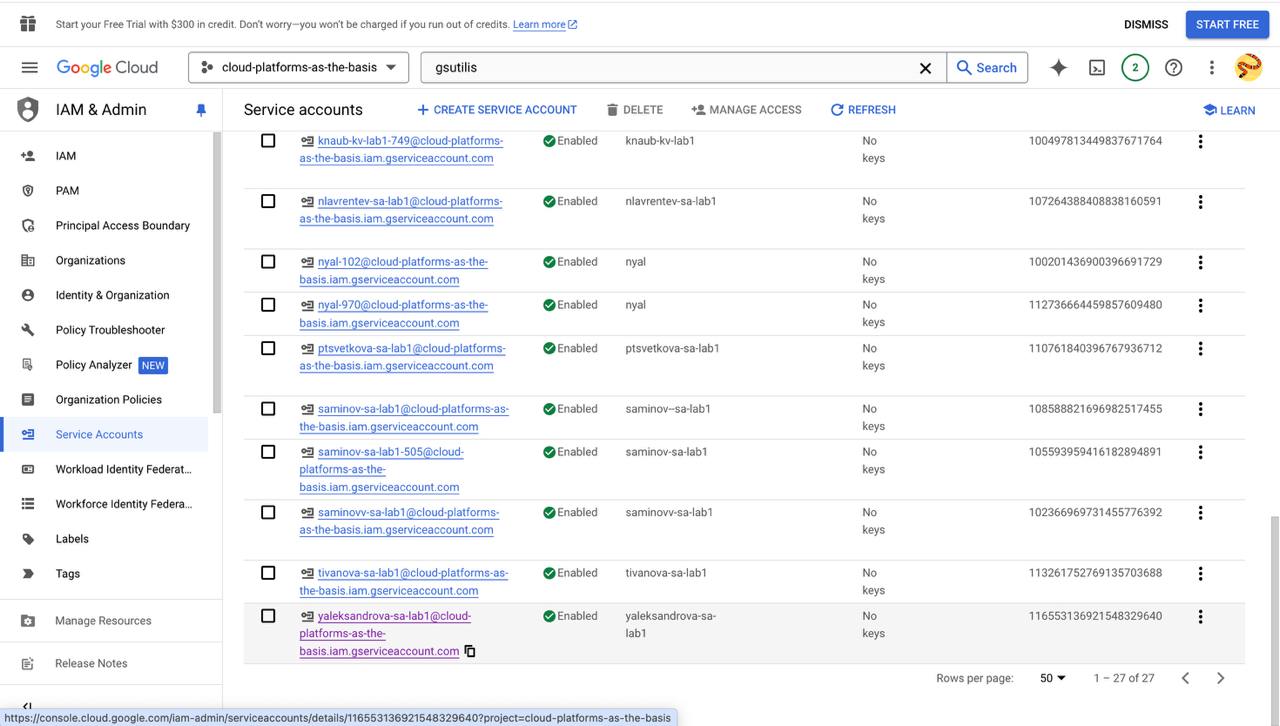 Start your Free Trial with $300 in credit. Don't worry—you won't be charged if you run out of credits. Learn more
DISMISS
START FREE
Google Cloud
cloud-platforms-as-the-basis
gsutilis
Search
2
IAM & Admin
Service accounts
CREATE SERVICE ACCOUNT
DELETE
MANAGE ACCESS
REFRESH
LEARN
IAM
PAM
Principal Access Boundary
Organizations
Identity & Organization
Policy Troubleshooter
Policy Analyzer NEW
Organization Policies
Service Accounts
Workload Identity Federat...
Workforce Identity Federa...
Labels
Tags
Manage Resources
Release Notes
knaub-kv-lab1-749@cloud-platforms- Enabled knaub-kv-lab1 No 100497813449837671764
as-the-basis.iam.gserviceaccount.com keys
nlavrentev-sa-lab1@cloud-platforms- Enabled nlavrentev-sa-lab1 No 107264388408838160591
as-the-basis.iam.gserviceaccount.com keys
nyal-102@cloud-platforms-as-the- Enabled nyal No 100201436900396691729
basis.iam.gserviceaccount.com keys
nyal-970@cloud-platforms-as-the- Enabled nyal No 112736664459857609480
basis.iam.gserviceaccount.com keys
ptsvetkova-sa-lab1@cloud-platforms- Enabled ptsvetkova-sa-lab1 No 110761840396767936712
as-the-basis.iam.gserviceaccount.com keys
saminov-sa-lab1@cloud-platforms-as- Enabled saminov--sa-lab1 No 108588821696982517455
the-basis.iam.gserviceaccount.com keys
saminov-sa-lab1-505@cloud- Enabled saminov-sa-lab1 No 105593959416182894891
platforms-as-the- keys
basis.iam.gserviceaccount.com
saminovv-sa-lab1@cloud-platforms- Enabled saminovv-sa-lab1 No 102366969731455776392
as-the-basis.iam.gserviceaccount.com keys
tivanova-sa-lab1@cloud-platforms-as- Enabled tivanova-sa-lab1 No 113261752769135703688
the-basis.iam.gserviceaccount.com keys
yaleksandrova-sa-lab1@cloud- Enabled yaleksandrova-sa- No 116553136921548329640
platforms-as-the- lab1 keys
basis.iam.gserviceaccount.com
Rows per page: 50 1 – 27 of 27
https://console.cloud.google.com/iam-admin/serviceaccounts/details/116553136921548329640?project=cloud-platforms-as-the-basis